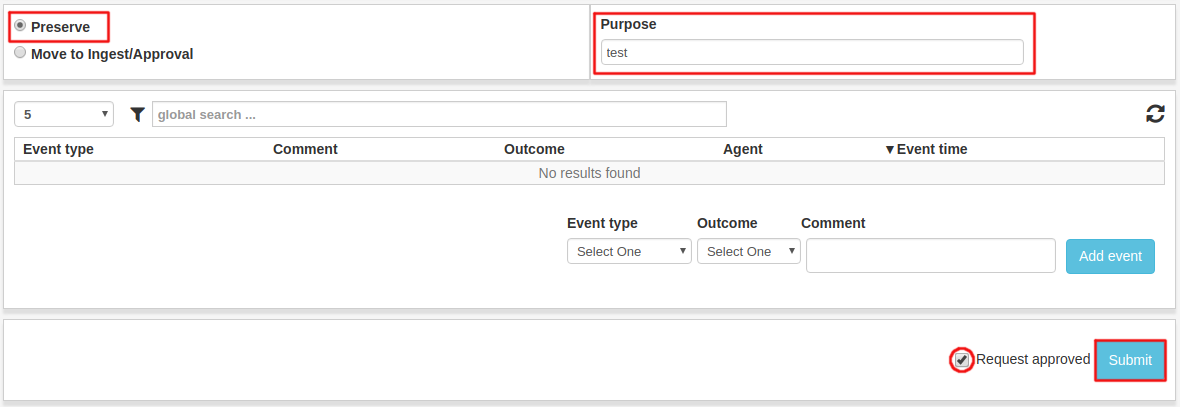 Preserve
Move to Ingest/Approval
Purpose
test
5
global search ...
Event type Comment Outcome Agent ▼Event time
No results found
Event type Outcome Comment
Select One Select One Add event
Request approved Submit